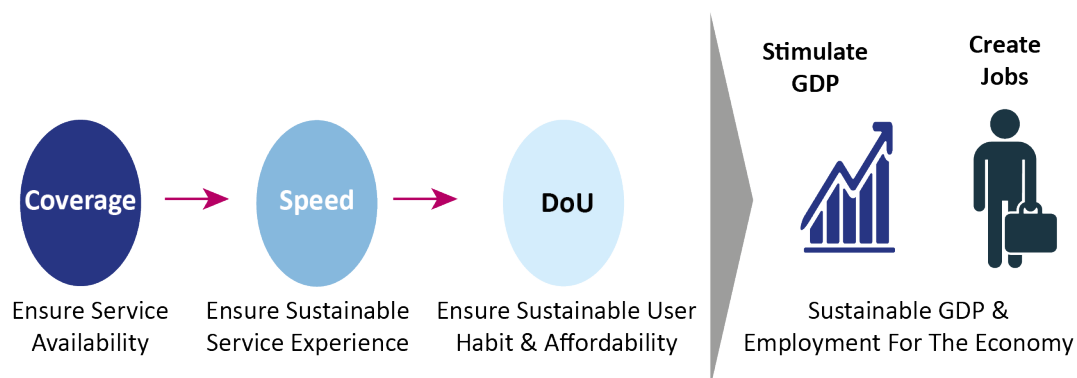 Coverage
Speed
DoU
Ensure Service
Availability
Ensure Sustainable
Service Experience
Ensure Sustainable User
Habit & Affordability
Stimulate
GDP
Create
Jobs
Sustainable GDP &
Employment For The Economy